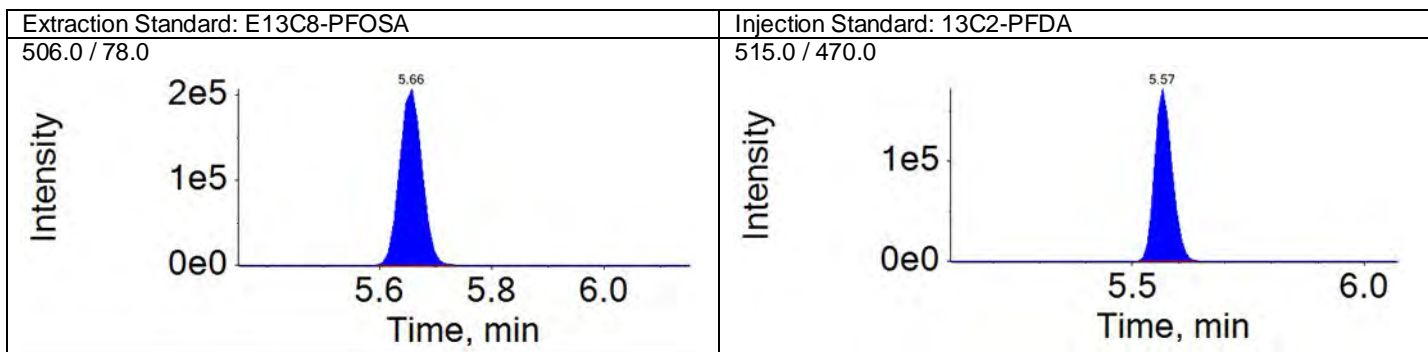 Extraction Standard: E13C8-PFOSA
506.0 / 78.0
5.66
2e5
1e5
0e0
Intensity
5.6 5.8 6.0
Time, min
Injection Standard: 13C2-PFDA
515.0 / 470.0
5.57
1e5
0e0
Intensity
5.5 6.0
Time, min